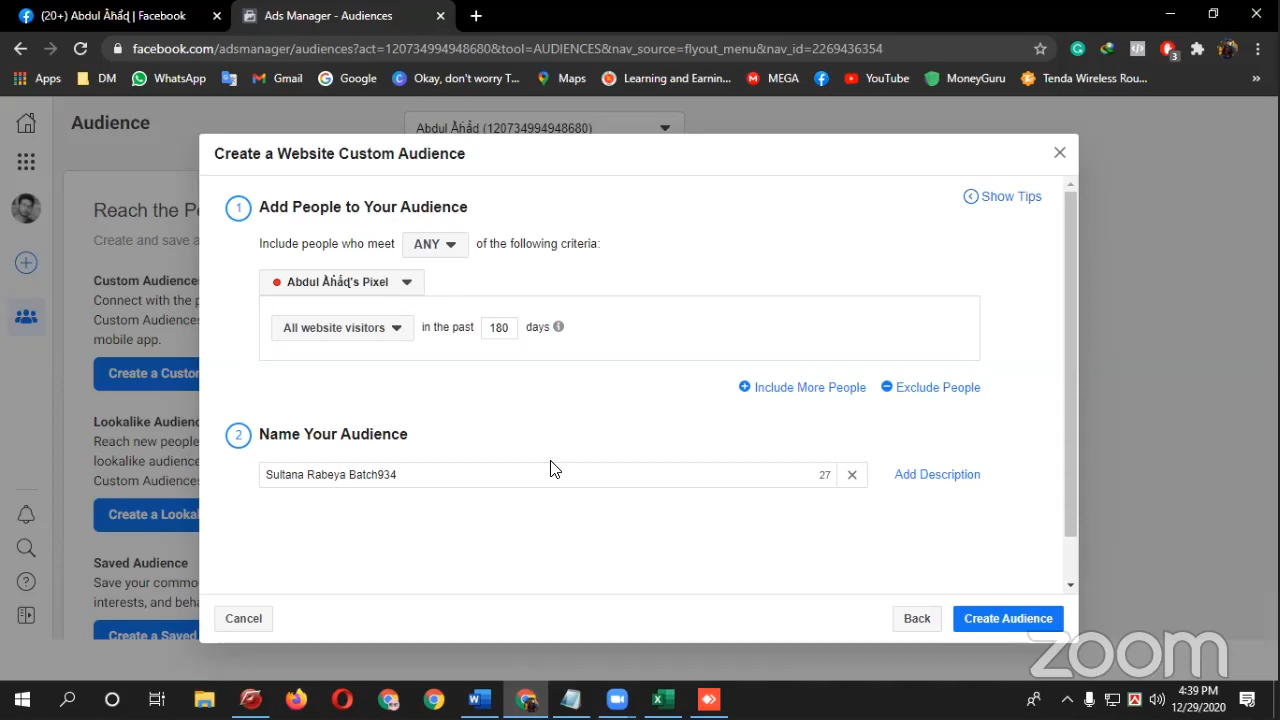 (20+) Abdul Åhåd | Facebook
Ads Manager - Audiences
facebook.com/adsmanager/audiences?act=120734994948680&tool=AUDIENCES&nav_source=flyout_menu&nav_id=2269436354
Apps
DM
WhatsApp
Gmail
Google
Okay, don't worry T...
Maps
Learning and Earnin...
MEGA
YouTube
MoneyGuru
Tenda Wireless Rou...
Audience
Abdul Åhåd (120734994948680)
Create a Website Custom Audience
Reach the P
Create and save a
Custom Audiences
Connect with the p
Custom Audiences
mobile app.
Create a Custo
Lookalike Audienc
Reach new people
lookalike audience
Custom Audiences
Create a Lookal
Saved Audience
Save your commo
interests, and beha
Create a Saved
1
Add People to Your Audience
Show Tips
Include people who meet ANY of the following criteria:
Abdul Åhåd's Pixel
All website visitors in the past 180 days
Include More People
Exclude People
2
Name Your Audience
Sultana Rabeya Batch934
27
Add Description
Cancel
Back
Create Audience
zoom
3
4:39 PM
12/29/2020